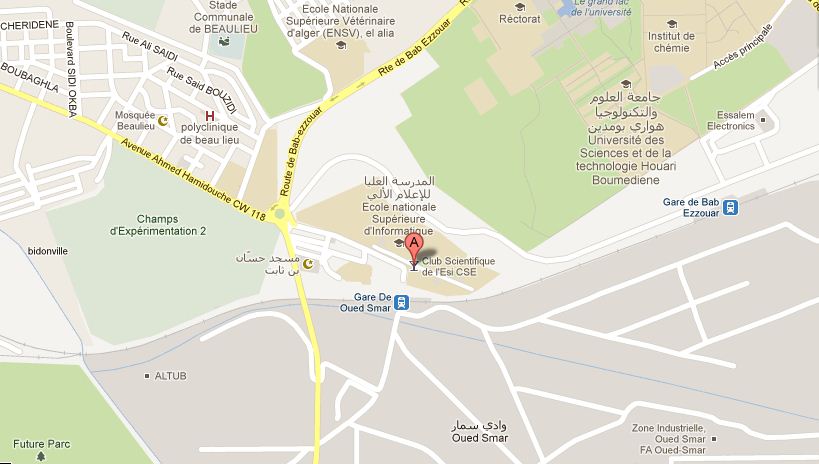 CHERIDENE
Stade
Communale
de BEAULIEU
Ecole Nationale
Supérieure Vétérinaire
d'alger (ENSV), el alia
Réctorat
Le grand lac
de l'université
Institut de
chémie
Accès principale
Boulevard SIDI OKBA
Rue Ali SAIDI
Rue Said BOUZIDI
BOUBAGHLA
Rte de Bab Ezzouar
Route de Bab-ezzouar
Mosquée
Beaulieu
H
polyclinique
de beau lieu
Avenue Ahmed Hamidouche CW 118
جامعة العلوم
والتكنولوجيا
هواري بومدين
Université
des Sciences et de la
technologie Houari
Boumediene
Essalem
Electronics
Gare de Bab
Ezzouar
المدرسة العليا
للإعلام الآلي
Ecole nationale
Supérieure
d'Informatique
Champs
d'Expérimentation 2
bidonville
مسجد حسّان
بن ثابت
A
Club Scientifique
de l'Esi CSE
Gare De
Oued Smar
ALTUB
وادي سمار
Oued Smar
Zone Industrielle,
Oued Smar
FA Oued-Smar
Future Parc